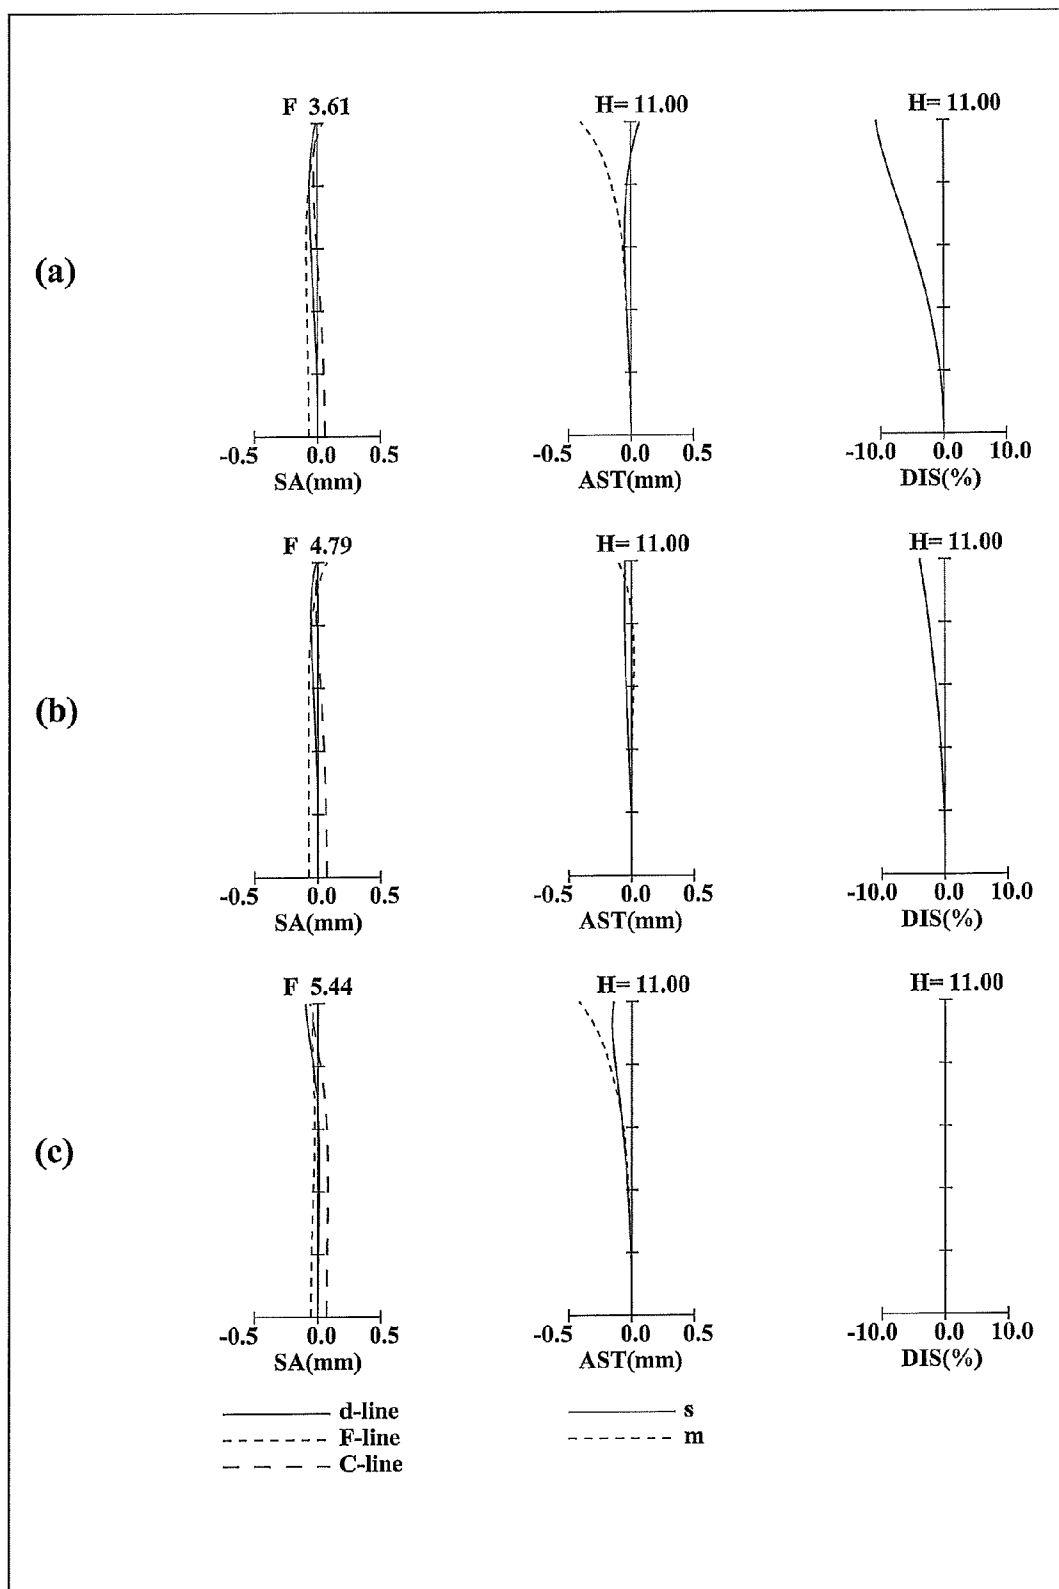 F 3.61 H= 11.00 H= 11.00
(a)
-0.5 0.0 0.5 -0.5 0.0 0.5 -10.0 0.0 10.0
SA(mm) AST(mm) DIS(%)
F 4.79 H= 11.00 H= 11.00
(b)
-0.5 0.0 0.5 -0.5 0.0 0.5 -10.0 0.0 10.0
SA(mm) AST(mm) DIS(%)
F 5.44 H= 11.00 H= 11.00
(c)
-0.5 0.0 0.5 -0.5 0.0 0.5 -10.0 0.0 10.0
SA(mm) AST(mm) DIS(%)
d-line s
F-line m
C-line